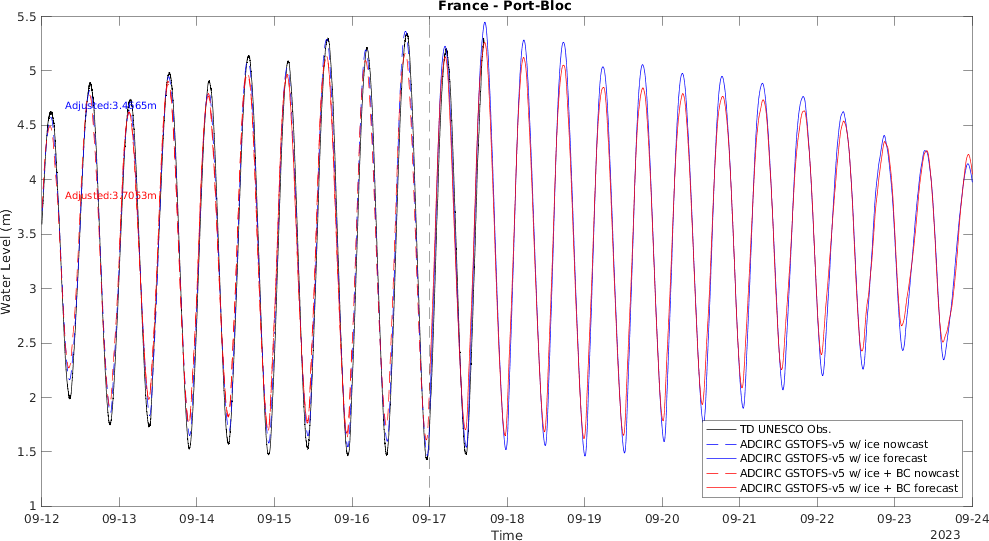 France - Port-Bloc
Water Level (m)
5.5
5
4.5
4
3.5
3
2.5
2
1.5
1
Adjusted:3.4565m
Adjusted:3.7053m
TD UNESCO Obs.
ADCIRC GSTOFS-v5 w/ ice nowcast
ADCIRC GSTOFS-v5 w/ ice forecast
ADCIRC GSTOFS-v5 w/ ice + BC nowcast
ADCIRC GSTOFS-v5 w/ ice + BC forecast
09-12 09-13 09-14 09-15 09-16 09-17 09-18 09-19 09-20 09-21 09-22 09-23 09-24
Time
2023